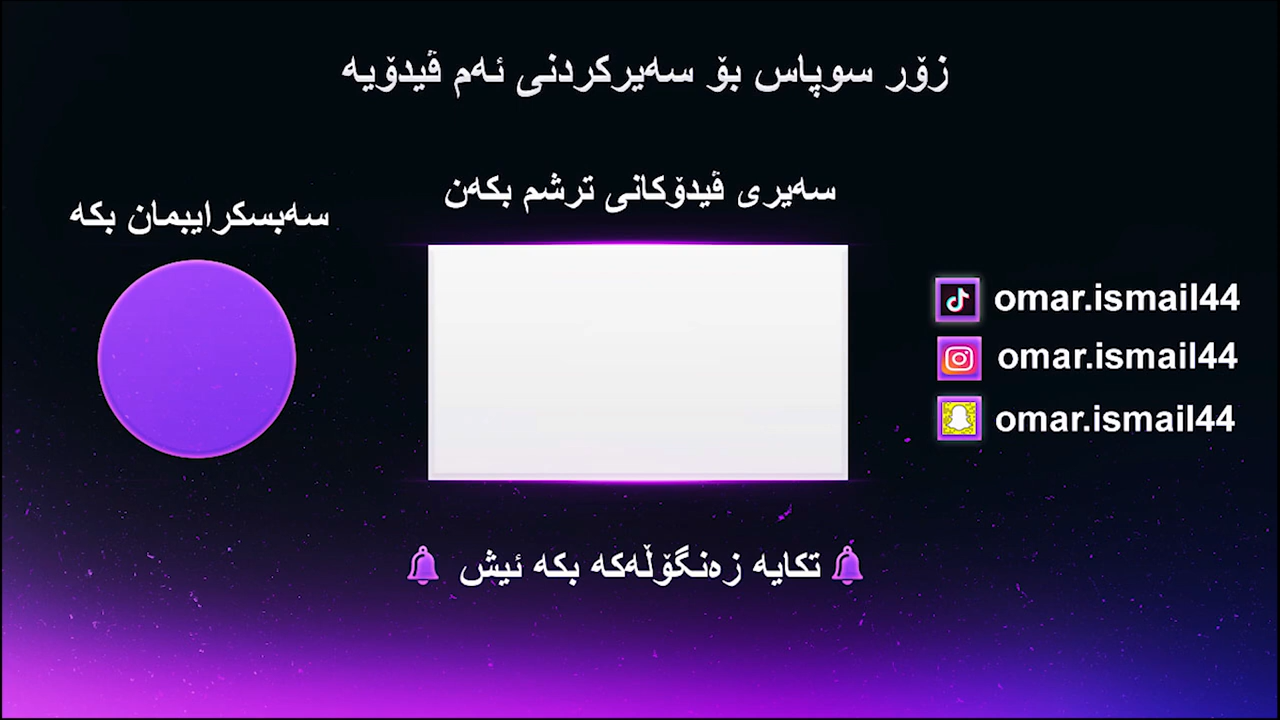 زۆر سوپاس بۆ سەیرکردنی ئەم ڤیدۆیە
سەیری ڤیدۆکانی ترشم بکەن
سەبسکرایبمان بکە
omar.ismail44
omar.ismail44
omar.ismail44
تکایە زەنگۆڵەکە بکە ئیش